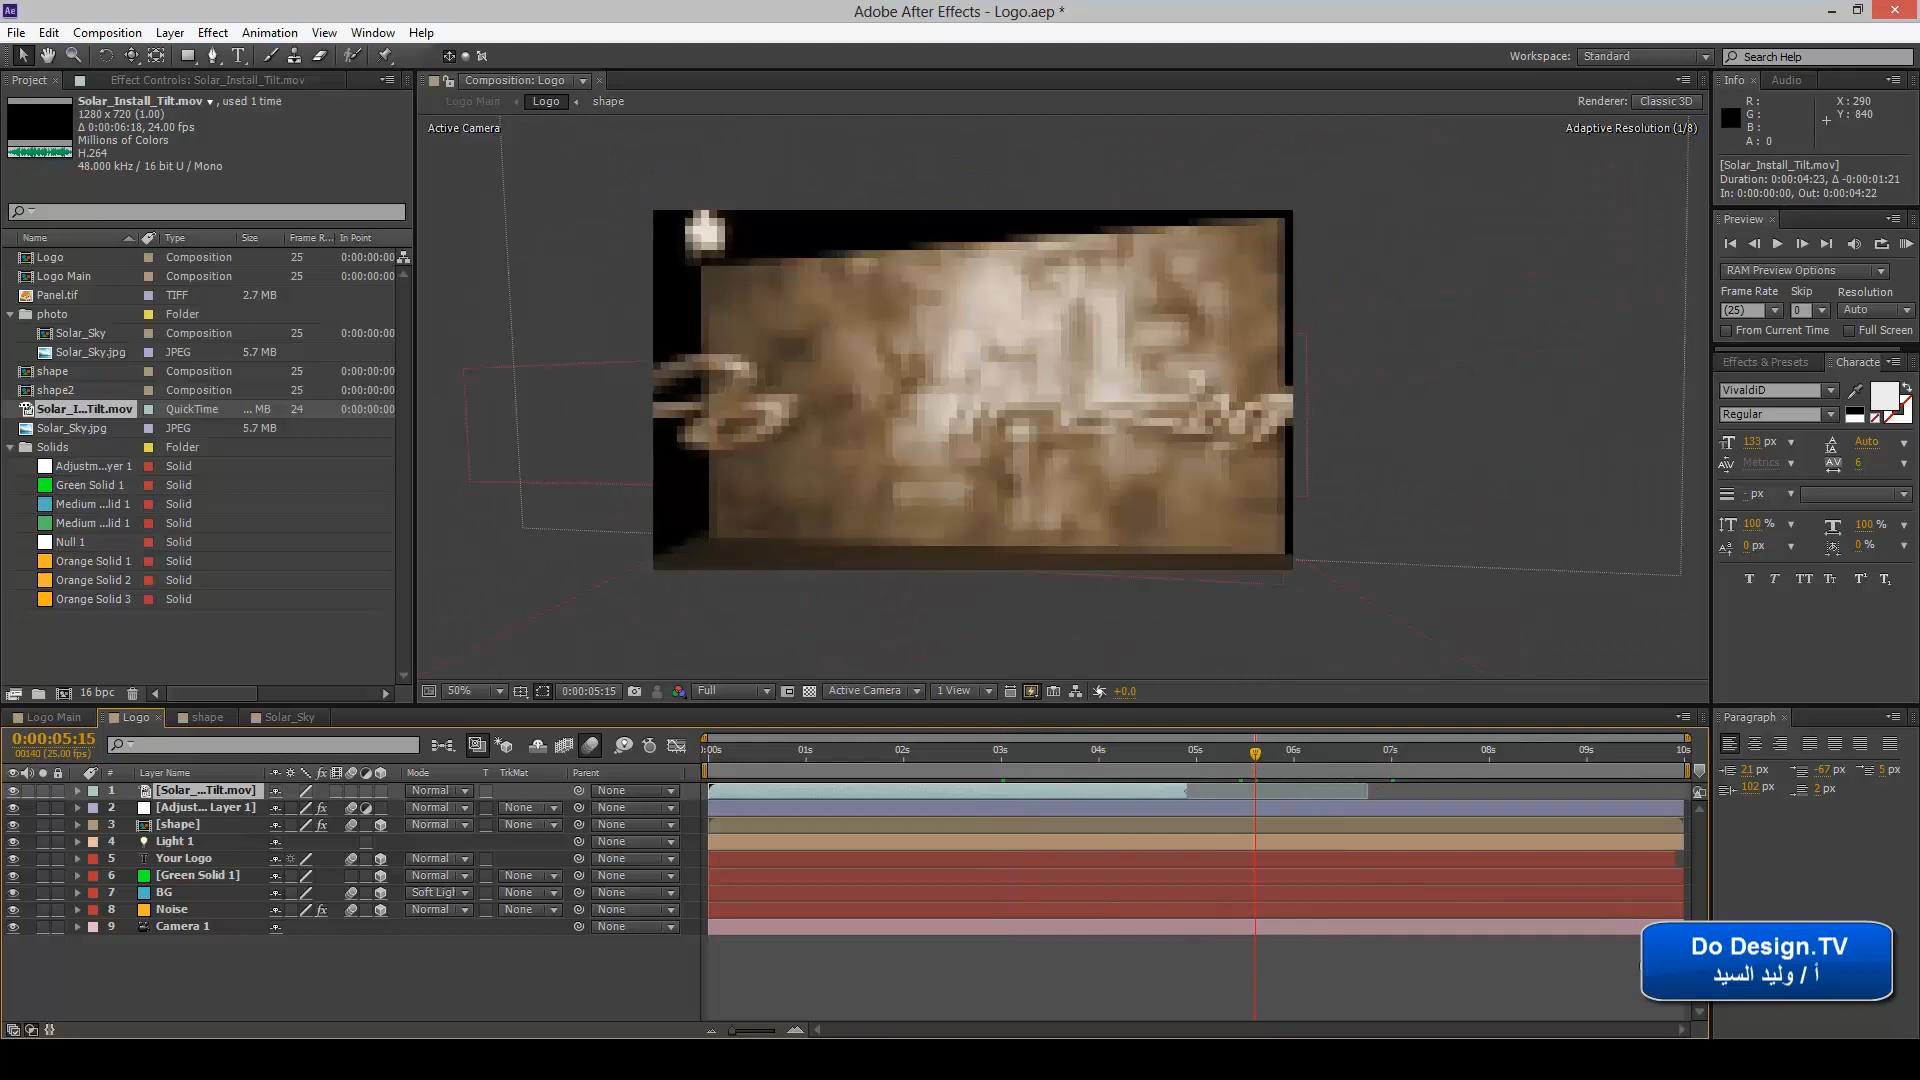 Adobe After Effects - Logo.aep *
File Edit Composition Layer Effect Animation View Window Help
Workspace: Standard Search Help
Project Effect Controls: Solar_Install_Tilt.mov
Solar_Install_Tilt.mov , used 1 time
1280 x 720 (1.00)
Δ 0:00:06:18, 24.00 fps
Millions of Colors
H.264
48.000 kHz / 16 bit U / Mono
Name Type Size Frame R... In Point
Logo Composition 25 0:00:00:00
Logo Main Composition 25 0:00:00:00
Panel.tif TIFF 2.7 MB
photo Folder
Solar_Sky Composition 25 0:00:00:00
Solar_Sky.jpg JPEG 5.7 MB
shape Composition 25 0:00:00:00
shape2 Composition 25 0:00:00:00
Solar_I...Tilt.mov QuickTime ... MB 24 0:00:00:00
Solar_Sky.jpg JPEG 5.7 MB
Solids Folder
Adjustm...yer 1 Solid
Green Solid 1 Solid
Medium ...lid 1 Solid
Medium ...lid 1 Solid
Null 1 Solid
Orange Solid 1 Solid
Orange Solid 2 Solid
Orange Solid 3 Solid
16 bpc
Composition: Logo
Logo Main Logo shape
Renderer: Classic 3D
Active Camera
Adaptive Resolution (1/8)
50% 0:00:05:15 Full Active Camera 1 View +0.0
Info Audio
R: X: 290
G: Y: 840
B:
A: 0
[Solar_Install_Tilt.mov]
Duration: 0:00:04:23, Δ -0:00:01:21
In: 0:00:00:00, Out: 0:00:04:22
Preview
RAM Preview Options
Frame Rate Skip Resolution
(25) 0 Auto
From Current Time Full Screen
Effects & Presets Characte
VivaldiD
Regular
133 px Auto
Metrics 6
- px
100 % 100 %
0 px 0 %
T T TT Tr T¹ T₁
Paragraph
21 px -67 px 5 px
102 px 2 px
Logo Main Logo shape Solar_Sky
0:00:05:15
00140 (25.00 fps)
:00s 01s 02s 03s 04s 05s 06s 07s 08s 09s 10s
# Layer Name Mode T TrkMat Parent
1 [Solar_...Tilt.mov] Normal None
2 [Adjust... Layer 1] Normal None None
3 [shape] Normal None None
4 Light 1 None
5 Your Logo Normal None
6 [Green Solid 1] Normal None None
7 BG Soft Ligh None None
8 Noise Normal None None
9 Camera 1 None
Do Design.TV
أ / وليد السيد